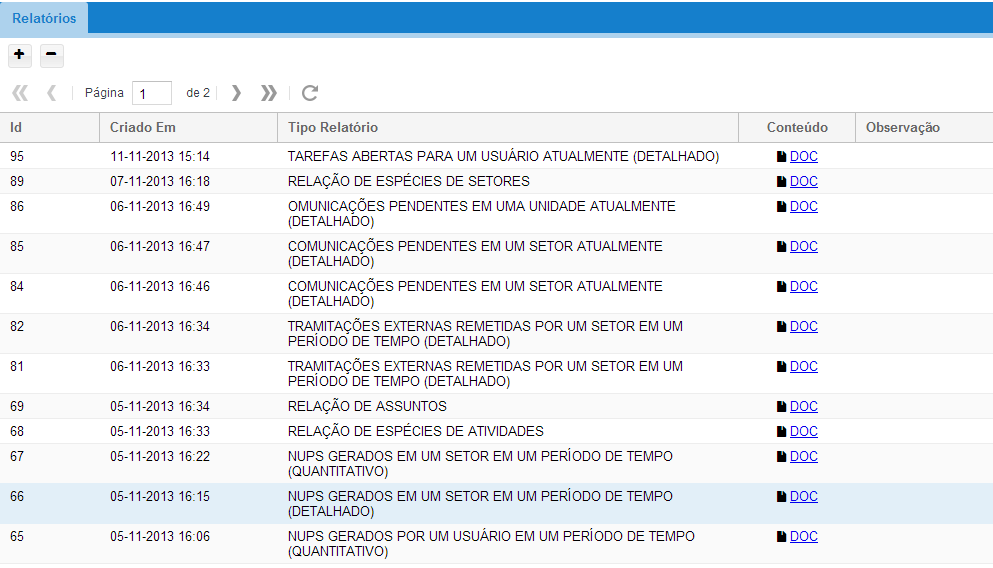 Relatórios
Página 1 de 2
Id Criado Em Tipo Relatório Conteúdo Observação
95 11-11-2013 15:14 TAREFAS ABERTAS PARA UM USUÁRIO ATUALMENTE (DETALHADO) DOC
89 07-11-2013 16:18 RELAÇÃO DE ESPÉCIES DE SETORES DOC
86 06-11-2013 16:49 OMUNICAÇÕES PENDENTES EM UMA UNIDADE ATUALMENTE DOC
(DETALHADO)
85 06-11-2013 16:47 COMUNICAÇÕES PENDENTES EM UM SETOR ATUALMENTE DOC
(DETALHADO)
84 06-11-2013 16:46 COMUNICAÇÕES PENDENTES EM UM SETOR ATUALMENTE DOC
(DETALHADO)
82 06-11-2013 16:34 TRAMITAÇÕES EXTERNAS REMETIDAS POR UM SETOR EM UM DOC
PERÍODO DE TEMPO (DETALHADO)
81 06-11-2013 16:33 TRAMITAÇÕES EXTERNAS REMETIDAS POR UM SETOR EM UM DOC
PERÍODO DE TEMPO (DETALHADO)
69 05-11-2013 16:34 RELAÇÃO DE ASSUNTOS DOC
68 05-11-2013 16:33 RELAÇÃO DE ESPÉCIES DE ATIVIDADES DOC
67 05-11-2013 16:22 NUPS GERADOS EM UM SETOR EM UM PERÍODO DE TEMPO DOC
(QUANTITATIVO)
66 05-11-2013 16:15 NUPS GERADOS EM UM SETOR EM UM PERÍODO DE TEMPO DOC
(DETALHADO)
65 05-11-2013 16:06 NUPS GERADOS POR UM USUÁRIO EM UM PERÍODO DE TEMPO DOC
(QUANTITATIVO)